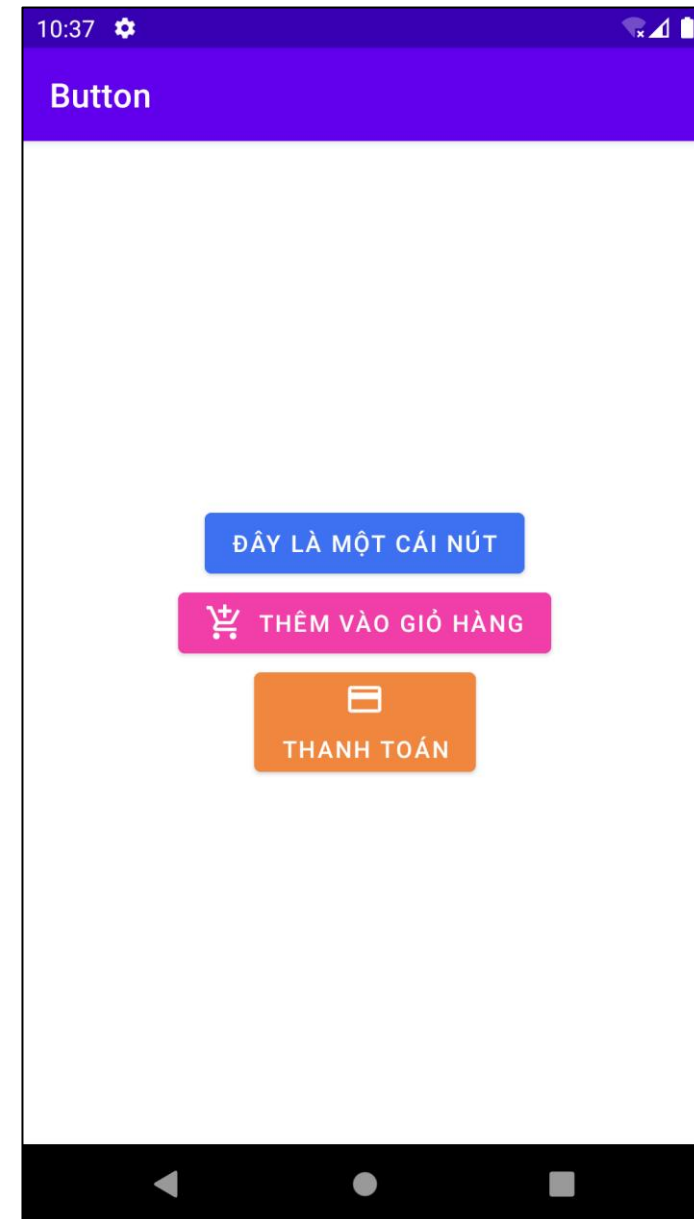 10:37
Button
ĐÂY LÀ MỘT CÁI NÚT
THÊM VÀO GIỎ HÀNG
THANH TOÁN